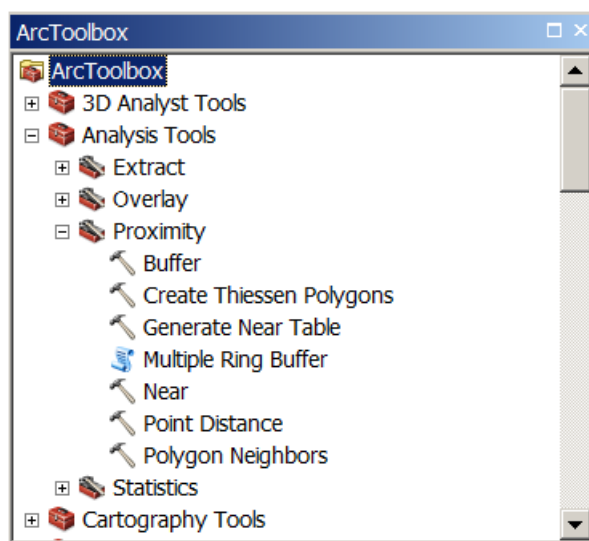 ArcToolbox
ArcToolbox
3D Analyst Tools
Analysis Tools
Extract
Overlay
Proximity
Buffer
Create Thiessen Polygons
Generate Near Table
Multiple Ring Buffer
Near
Point Distance
Polygon Neighbors
Statistics
Cartography Tools